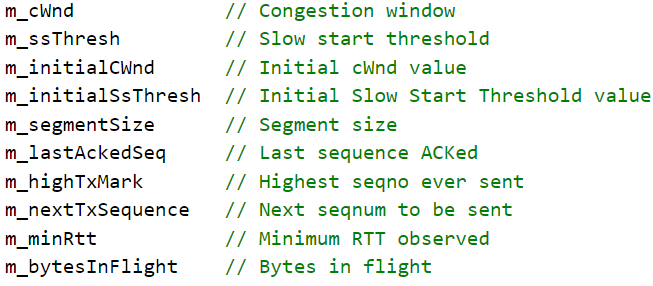 m_cWnd // Congestion window
m_ssThresh // Slow start threshold
m_initialCWnd // Initial cWnd value
m_initialSsThresh // Initial Slow Start Threshold value
m_segmentSize // Segment size
m_lastAckedSeq // Last sequence ACKed
m_highTxMark // Highest seqno ever sent
m_nextTxSequence // Next seqnum to be sent
m_minRtt // Minimum RTT observed
m_bytesInFlight // Bytes in flight